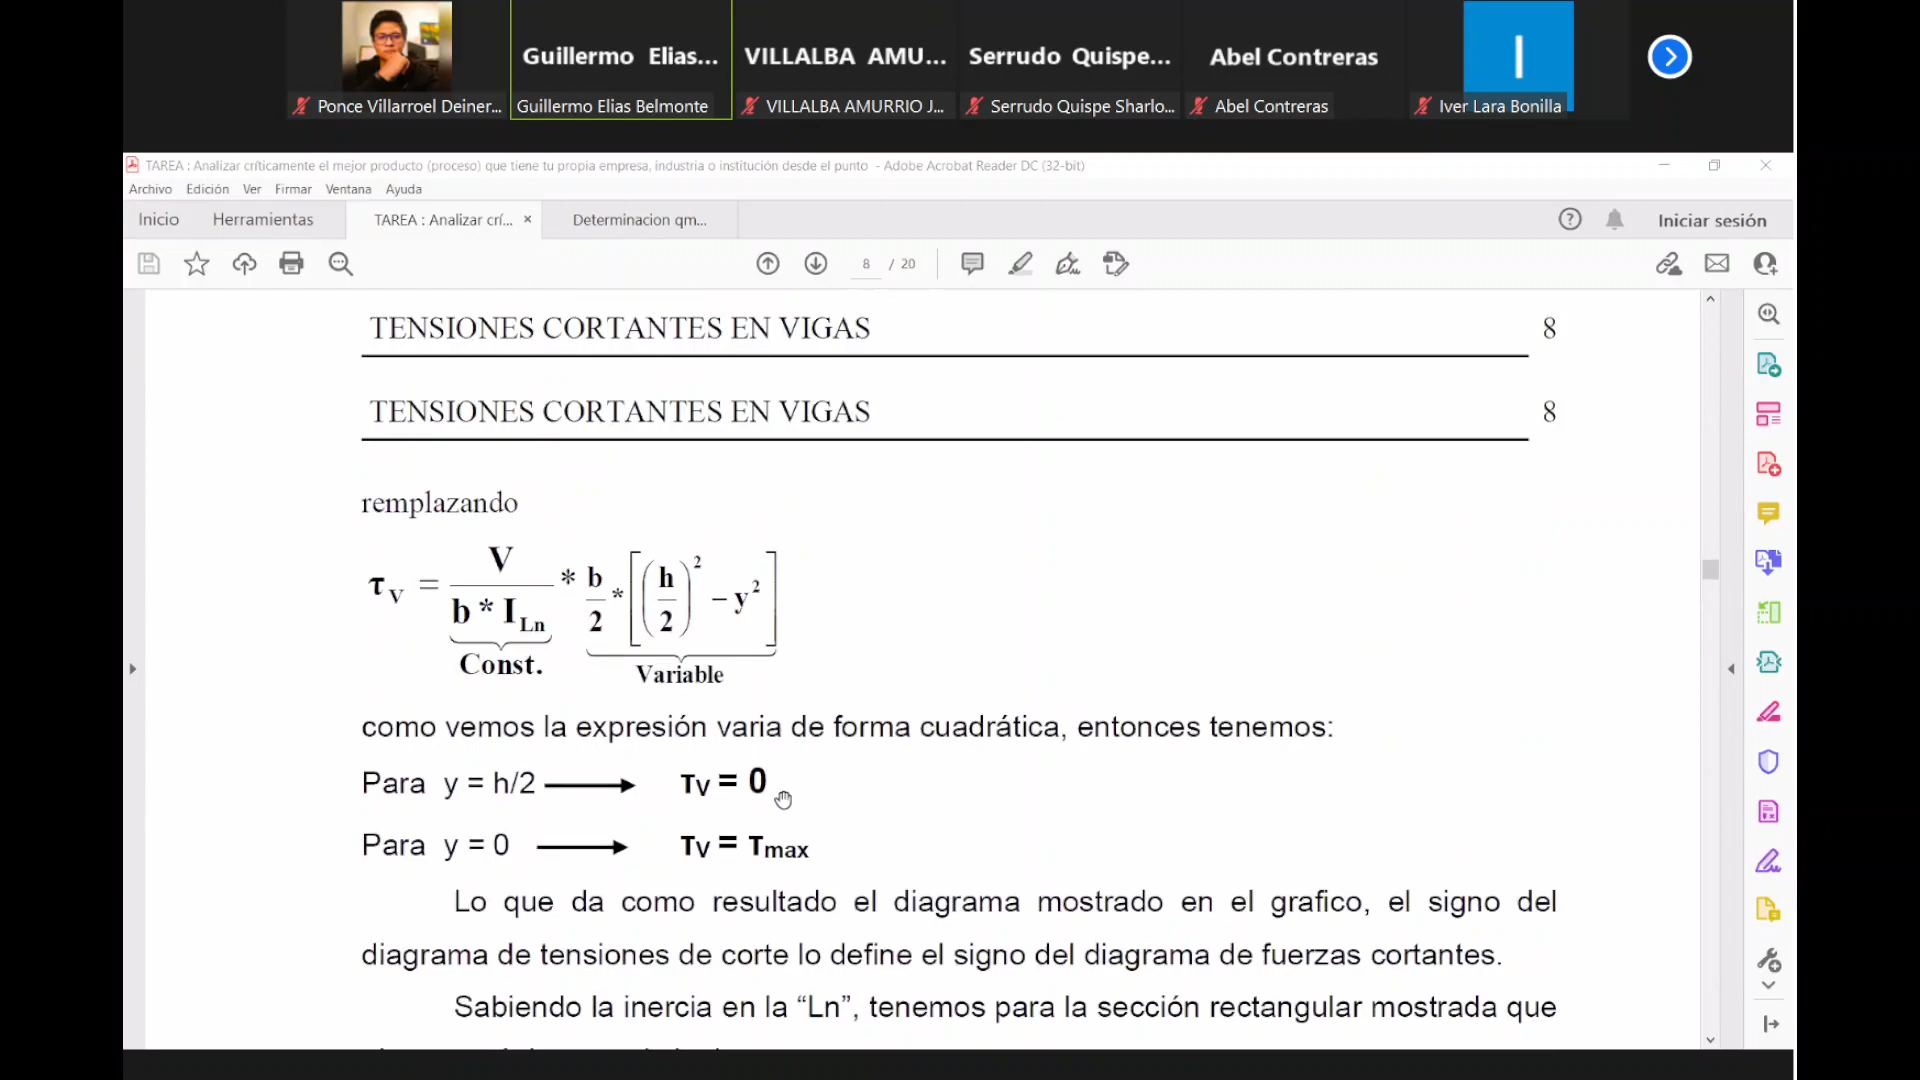 Guillermo Elias...
VILLALBA AMU...
Serrudo Quispe...
Abel Contreras
I
Ponce Villarroel Deiner...
Guillermo Elias Belmonte
VILLALBA AMURRIO J...
Serrudo Quispe Sharlo...
Abel Contreras
Iver Lara Bonilla
TAREA : Analizar críticamente el mejor producto (proceso) que tiene tu propia empresa, industria o institución desde el punto - Adobe Acrobat Reader DC (32-bit)
Archivo Edición Ver Firmar Ventana Ayuda
Inicio Herramientas TAREA : Analizar crí... × Determinacion qm... Iniciar sesión
8 / 20
TENSIONES CORTANTES EN VIGAS 8
TENSIONES CORTANTES EN VIGAS 8
remplazando
τ_V = V / (b * I_Ln) * b/2 * [(h/2)² − y²]
Const. Variable
como vemos la expresión varia de forma cuadrática, entonces tenemos:
Para y = h/2 → τV = 0
Para y = 0 → τV = τmax
Lo que da como resultado el diagrama mostrado en el grafico, el signo del
diagrama de tensiones de corte lo define el signo del diagrama de fuerzas cortantes.
Sabiendo la inercia en la “Ln”, tenemos para la sección rectangular mostrada que